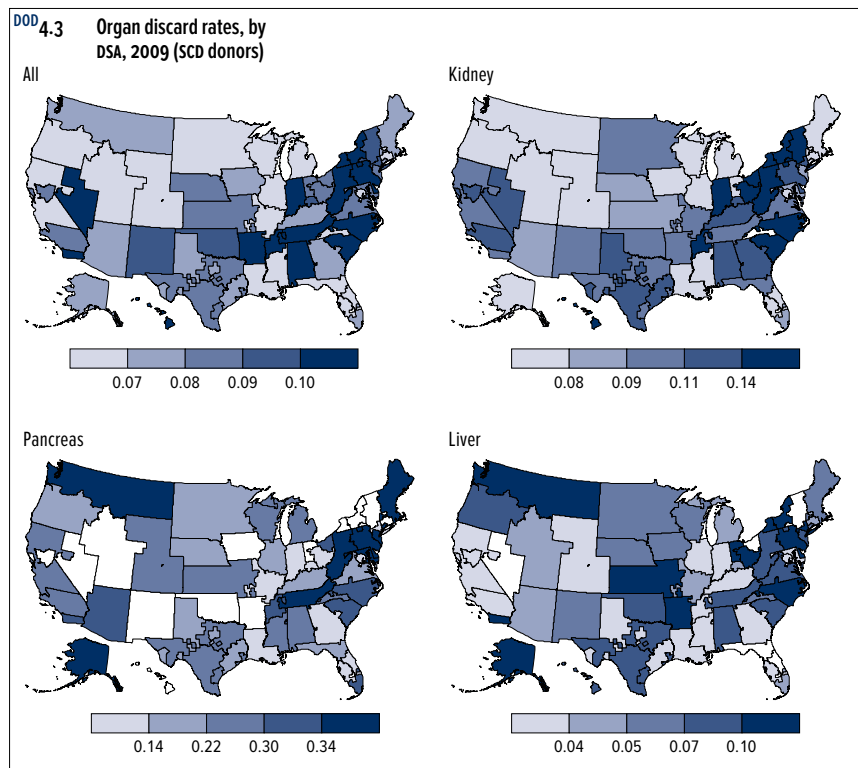 DOD 4.3 Organ discard rates, by
DSA, 2009 (SCD donors)
All
Kidney
0.07 0.08 0.09 0.10
0.08 0.09 0.11 0.14
Pancreas
Liver
0.14 0.22 0.30 0.34
0.04 0.05 0.07 0.10